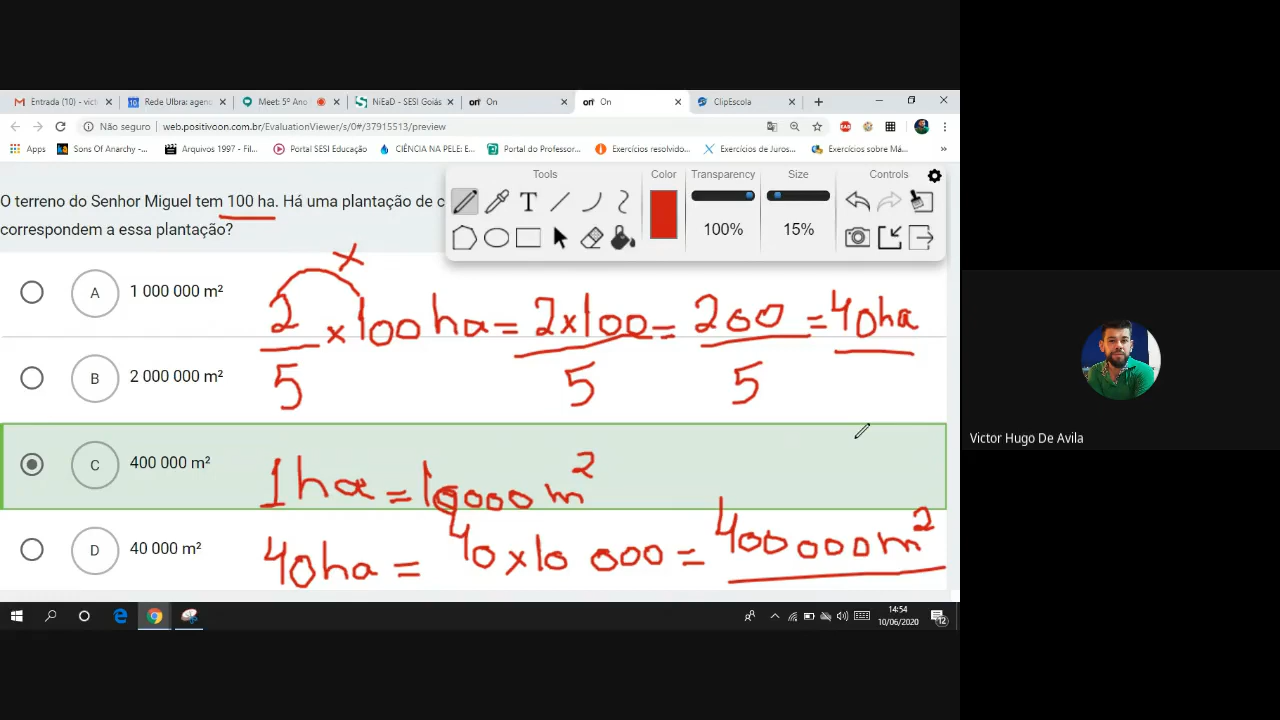 Entrada (10) - vict
Rede Ulbra: agend
Meet: 5º Ano
NiEaD - SESI Goiás
On
On
ClipEscola
Não seguro
web.positivoon.com.br/EvaluationViewer/s/0#/37915513/preview
Apps
Sons Of Anarchy -...
Arquivos 1997 - Fil...
Portal SESI Educação
CIÊNCIA NA PELE: E...
Portal do Professor...
Exercícios resolvido...
Exercícios de Juros...
Exercícios sobre Má...
»
Tools
Color
Transparency
Size
Controls
100%
15%
O terreno do Senhor Miguel tem 100 ha. Há uma plantação de c
correspondem a essa plantação?
A 1 000 000 m²
x
2/5 x 100 ha = 2x100/5 = 200/5 = 40 ha
B 2 000 000 m²
C 400 000 m²
1 ha = 10000 m²
D 40 000 m²
40 ha = 40 x 10 000 = 400 000 m²
Victor Hugo De Avila
14:54
10/06/2020
12